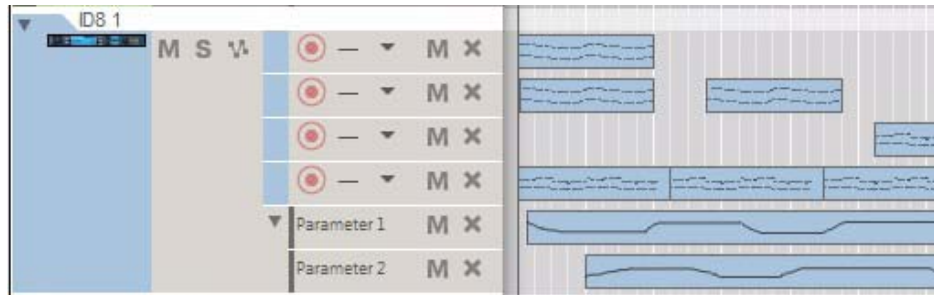 ID8 1
M S M X
M X
M X
M X
Parameter 1 M X
Parameter 2 M X